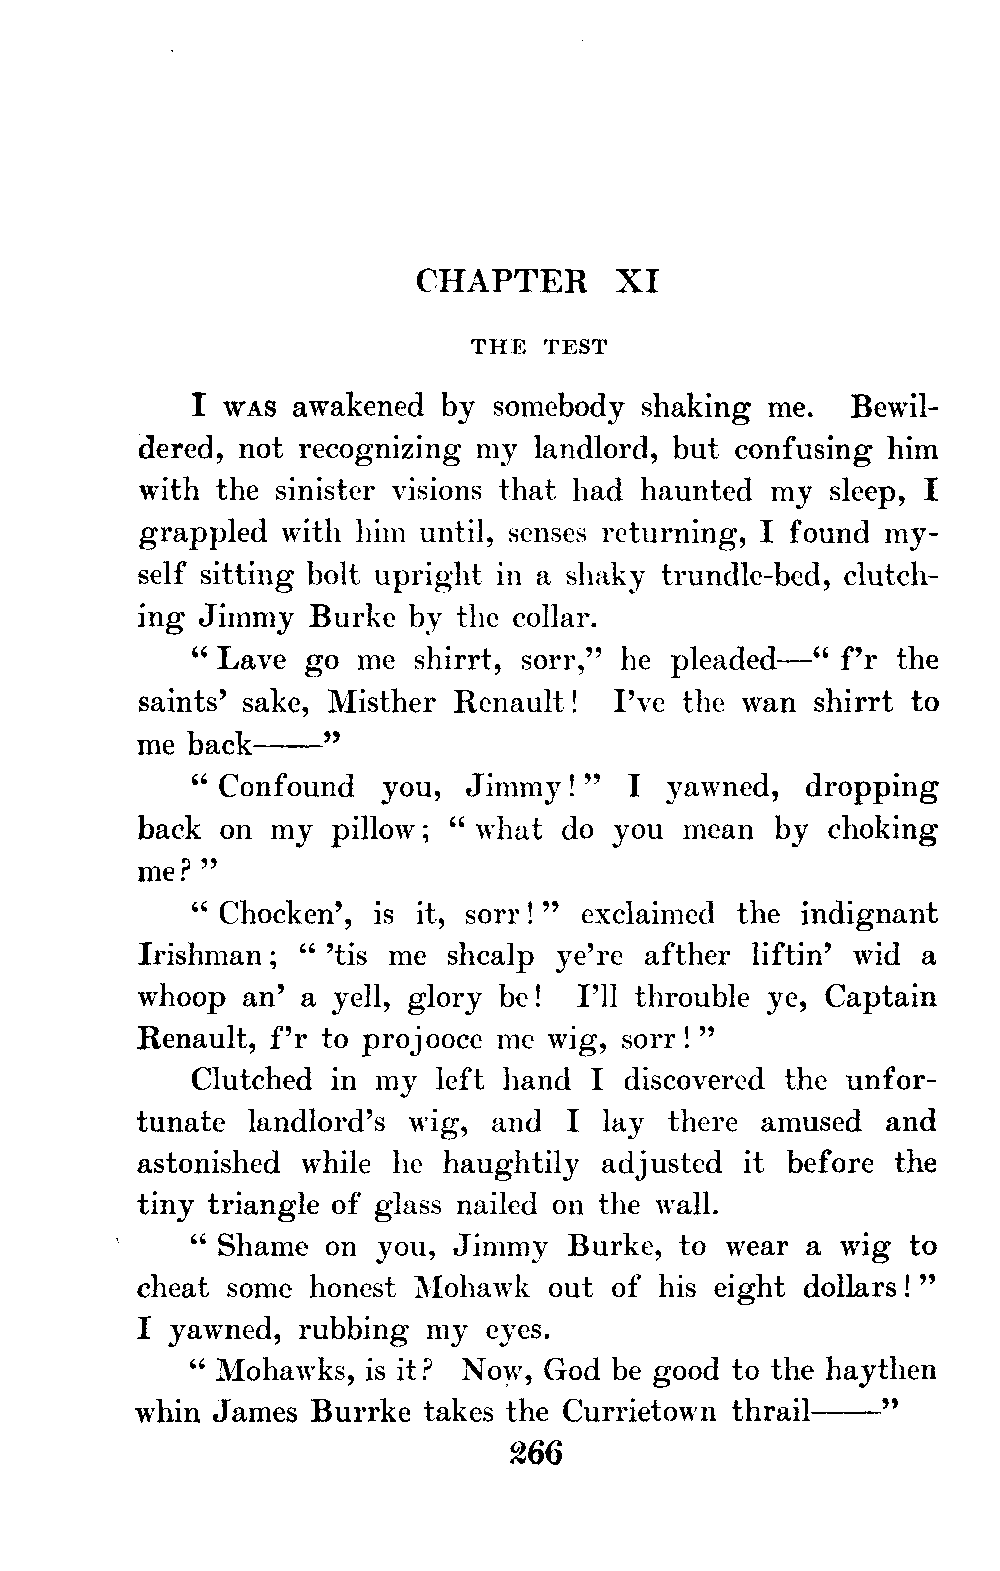 CHAPTER XI
THE TEST
I WAS awakened by somebody shaking me. Bewil-
dered, not recognizing my landlord, but confusing him
with the sinister visions that had haunted my sleep, I
grappled with him until, senses returning, I found my-
self sitting bolt upright in a shaky trundle-bed, clutch-
ing Jimmy Burke by the collar.
“ Lave go me shirrt, sorr,” he pleaded—“ f’r the
saints’ sake, Misther Renault! I’ve the wan shirrt to
me back——”
“ Confound you, Jimmy! ” I yawned, dropping
back on my pillow; “ what do you mean by choking
me? ”
“ Chocken’, is it, sorr! ” exclaimed the indignant
Irishman; “ ’tis me shcalp ye’re afther liftin’ wid a
whoop an’ a yell, glory be! I’ll throuble ye, Captain
Renault, f’r to projooce me wig, sorr! ”
Clutched in my left hand I discovered the unfor-
tunate landlord’s wig, and I lay there amused and
astonished while he haughtily adjusted it before the
tiny triangle of glass nailed on the wall.
“ Shame on you, Jimmy Burke, to wear a wig to
cheat some honest Mohawk out of his eight dollars! ”
I yawned, rubbing my eyes.
“ Mohawks, is it? Now, God be good to the haythen
whin James Burrke takes the Currietown thrail——”
266